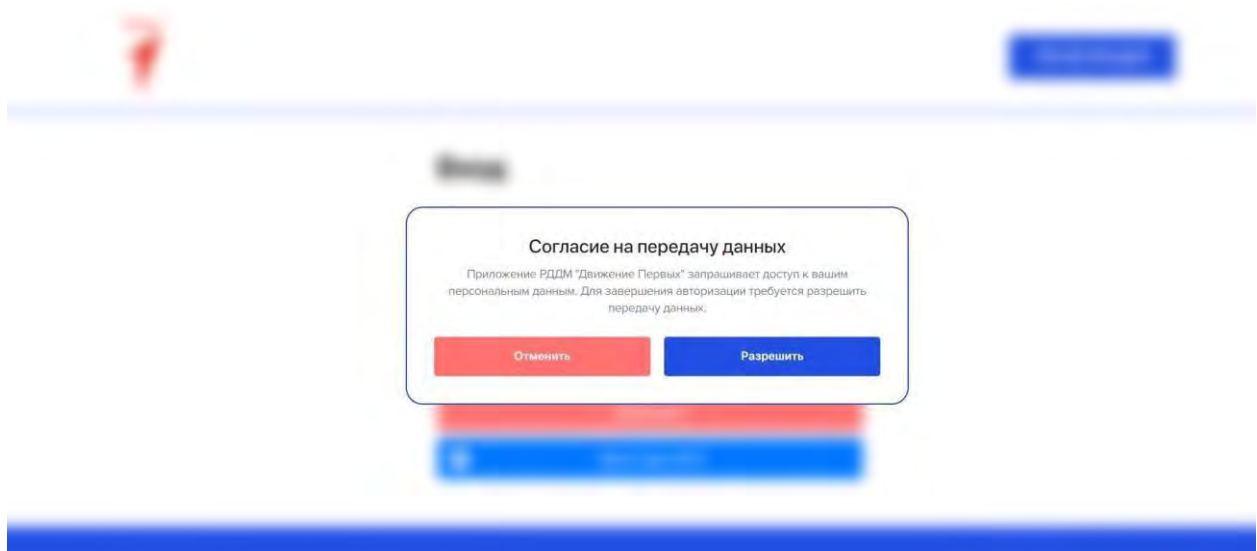 Вход
Согласие на передачу данных
Приложение РДДМ "Движение Первых" запрашивает доступ к вашим
персональным данным. Для завершения авторизации требуется разрешить
передачу данных.
Отменить
Разрешить